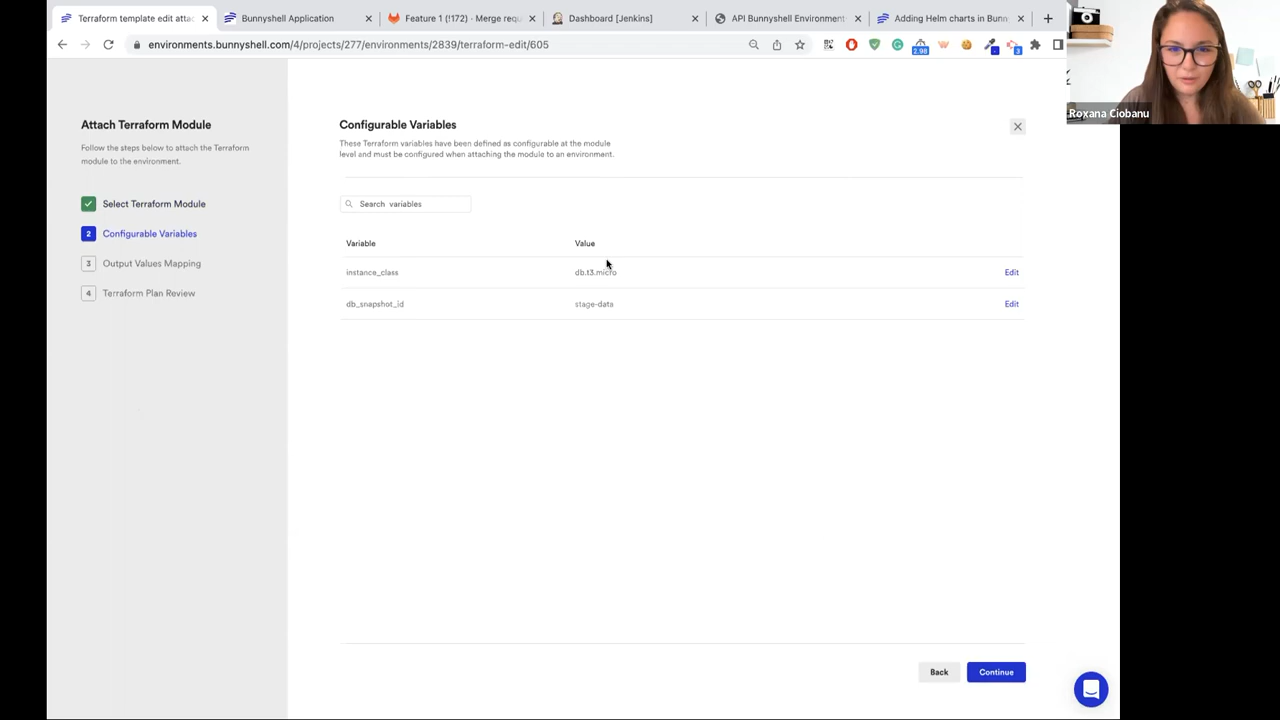 Terraform template edit attac
Bunnyshell Application
Feature 1 (!172) - Merge requ
Dashboard [Jenkins]
API Bunnyshell Environment
Adding Helm charts in Bunn
environments.bunnyshell.com/4/projects/277/environments/2839/terraform-edit/605
2.98
3
Roxana Ciobanu
Attach Terraform Module
Follow the steps below to attach the Terraform
module to the environment.
Select Terraform Module
2 Configurable Variables
3 Output Values Mapping
4 Terraform Plan Review
Configurable Variables
These Terraform variables have been defined as configurable at the module
level and must be configured when attaching the module to an environment.
Search variables
Variable Value
instance_class db.t3.micro Edit
db_snapshot_id stage-data Edit
Back Continue